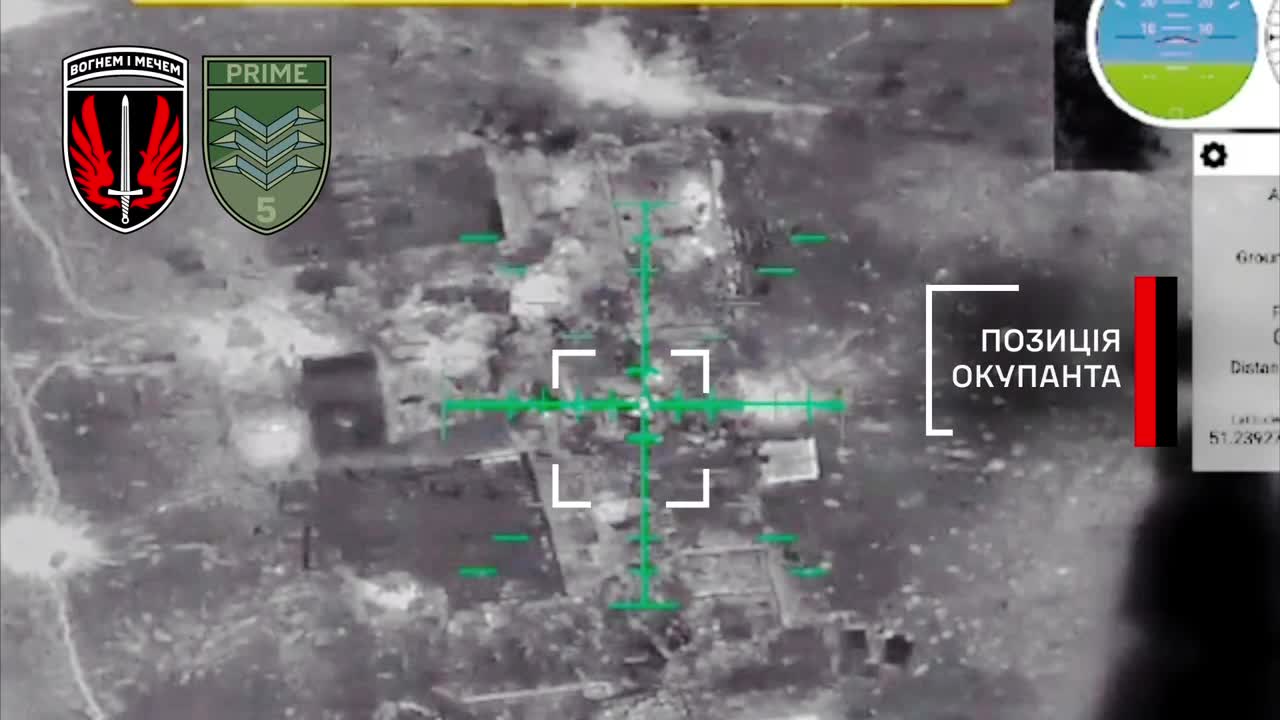 ВОГНЕМ І МЕЧЕМ
PRIME
5
20 20
10 10
ПОЗИЦІЯ
ОКУПАНТА
Groun
Distan
51.2392